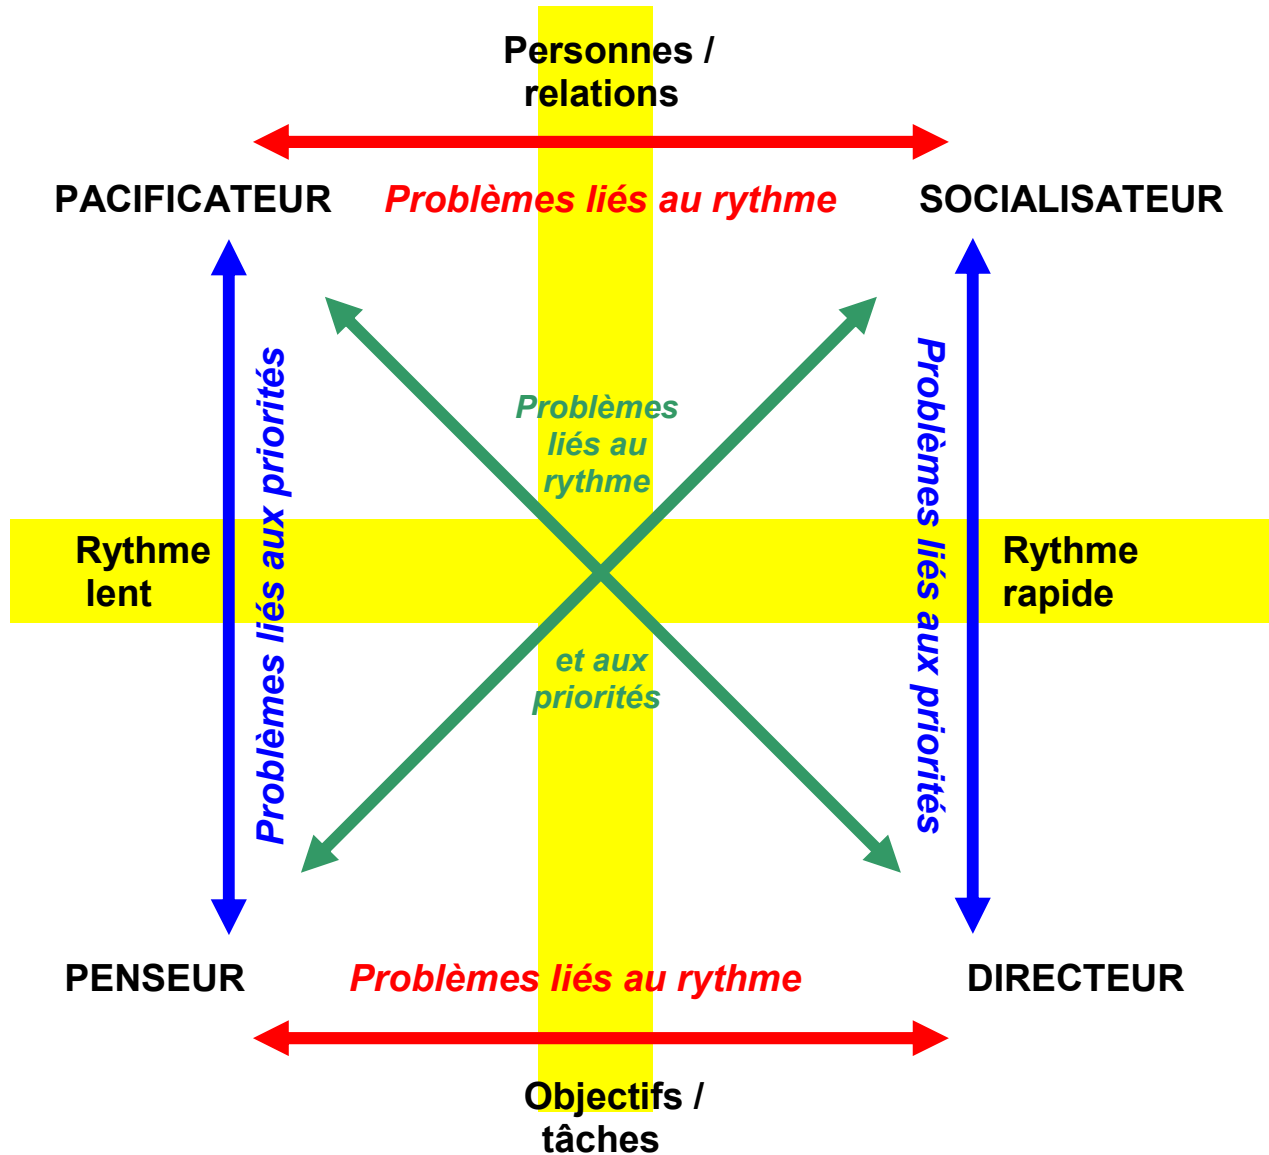 Personnes /
relations
PACIFICATEUR
Problèmes liés au rythme
SOCIALISATEUR
Problèmes liés aux priorités
Problèmes
liés au
rythme
Problèmes liés aux priorités
Rythme
lent
Rythme
rapide
et aux
priorités
PENSEUR
Problèmes liés au rythme
DIRECTEUR
Objectifs /
tâches